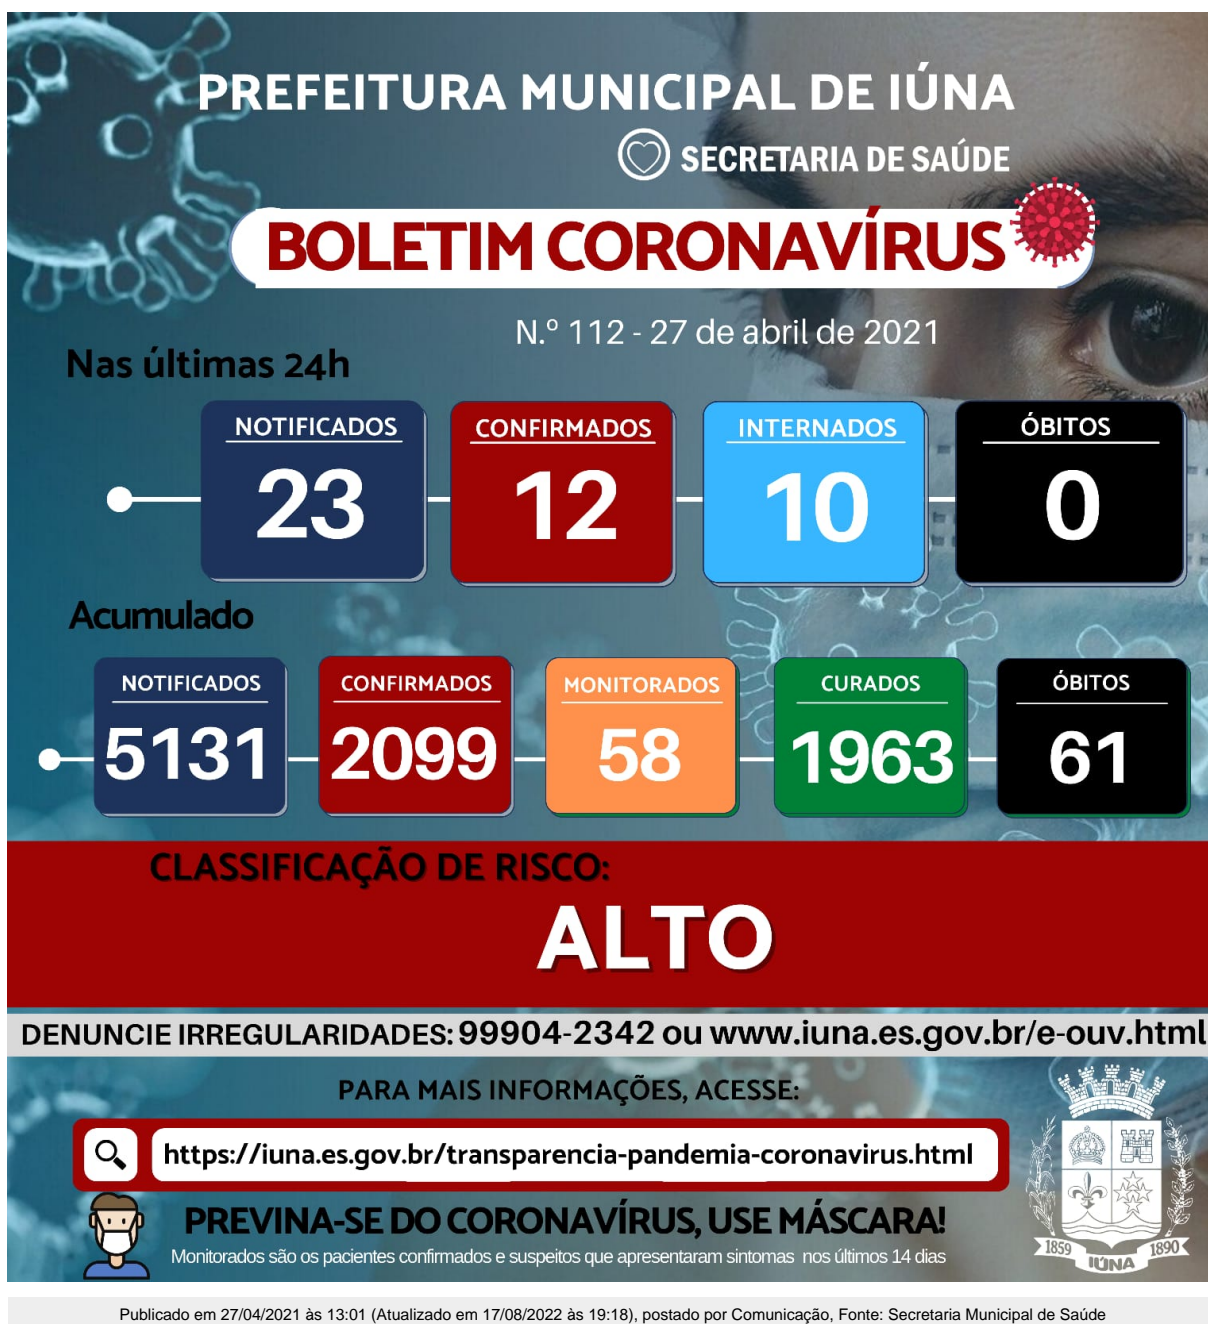 PREFEITURA MUNICIPAL DE IÚNA
SECRETARIA DE SAÚDE
BOLETIM CORONAVÍRUS
N.º 112 - 27 de abril de 2021
Nas últimas 24h
NOTIFICADOS
23
CONFIRMADOS
12
INTERNADOS
10
ÓBITOS
0
Acumulado
NOTIFICADOS
5131
CONFIRMADOS
2099
MONITORADOS
58
CURADOS
1963
ÓBITOS
61
CLASSIFICAÇÃO DE RISCO:
ALTO
DENUNCIE IRREGULARIDADES: 99904-2342 ou www.iuna.es.gov.br/e-ouv.html
PARA MAIS INFORMAÇÕES, ACESSE:
https://iuna.es.gov.br/transparencia-pandemia-coronavirus.html
PREVINA-SE DO CORONAVÍRUS, USE MÁSCARA!
Monitorados são os pacientes confirmados e suspeitos que apresentaram sintomas nos últimos 14 dias
1859 IÚNA 1890
Publicado em 27/04/2021 às 13:01 (Atualizado em 17/08/2022 às 19:18), postado por Comunicação, Fonte: Secretaria Municipal de Saúde